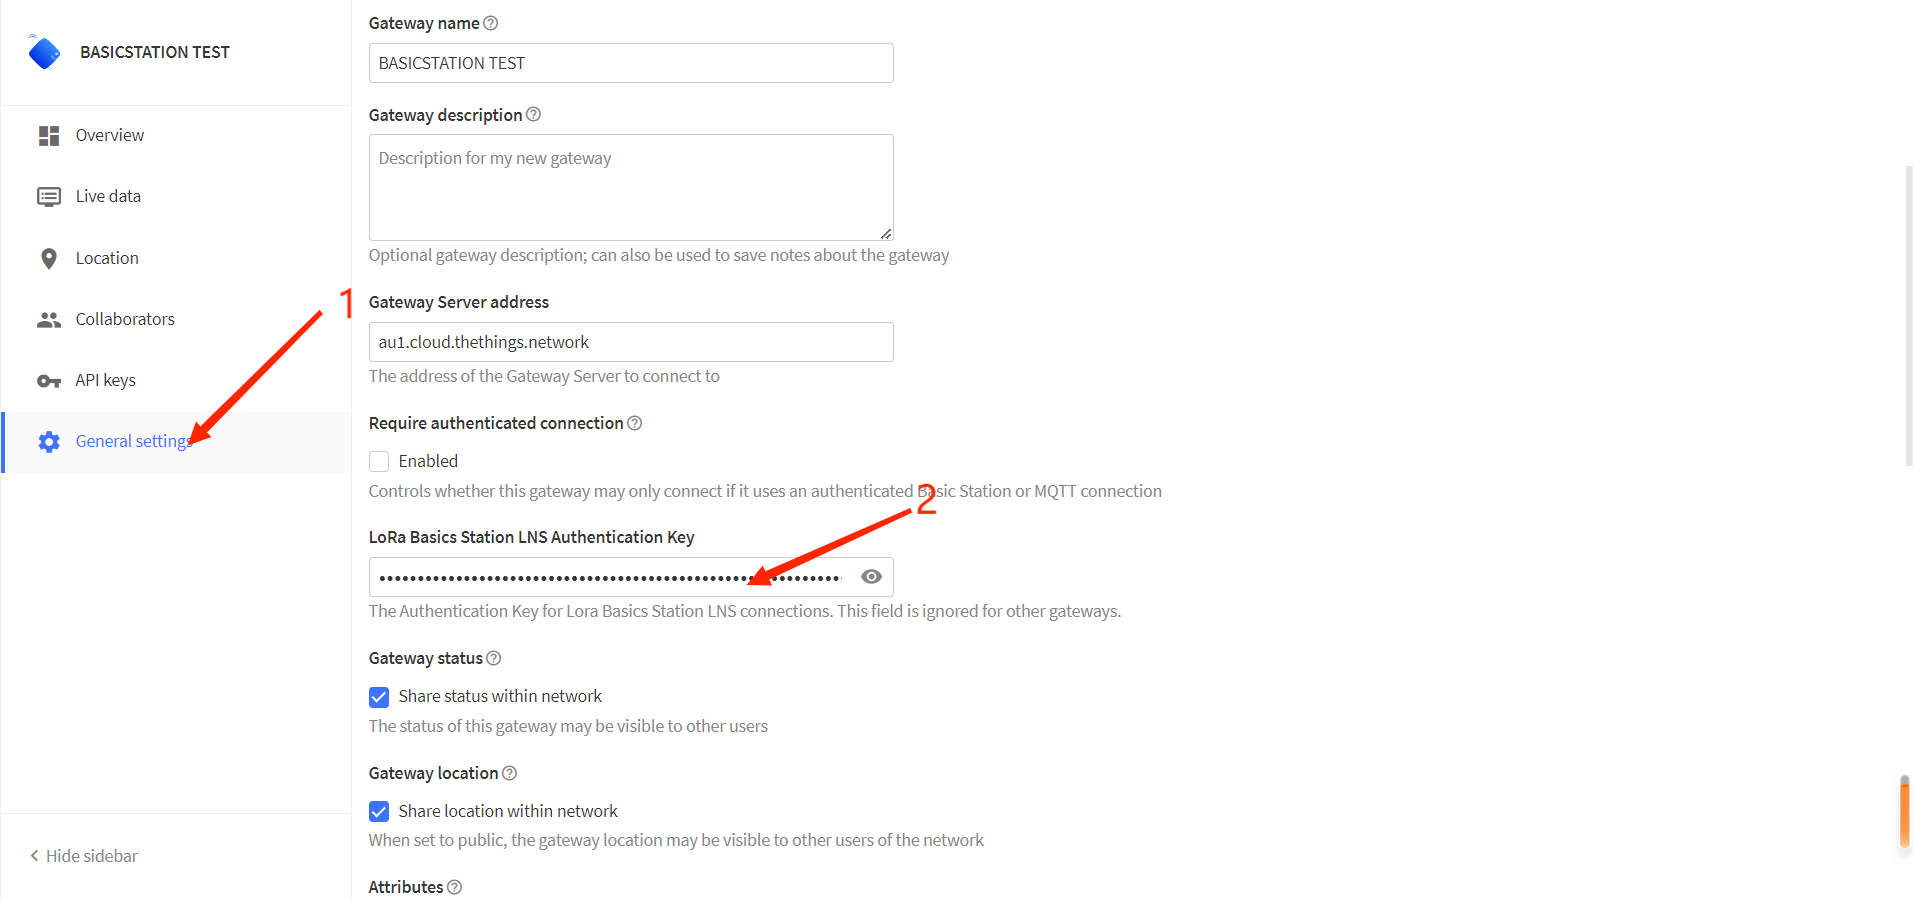 BASICSTATION TEST
Overview
Live data
Location
Collaborators
API keys
General settings
Hide sidebar
1
Gateway name
BASICSTATION TEST
Gateway description
Description for my new gateway
Optional gateway description; can also be used to save notes about the gateway
Gateway Server address
au1.cloud.thethings.network
The address of the Gateway Server to connect to
Require authenticated connection
Enabled
Controls whether this gateway may only connect if it uses an authenticated Basic Station or MQTT connection
2
LoRa Basics Station LNS Authentication Key
The Authentication Key for Lora Basics Station LNS connections. This field is ignored for other gateways.
Gateway status
Share status within network
The status of this gateway may be visible to other users
Gateway location
Share location within network
When set to public, the gateway location may be visible to other users of the network
Attributes